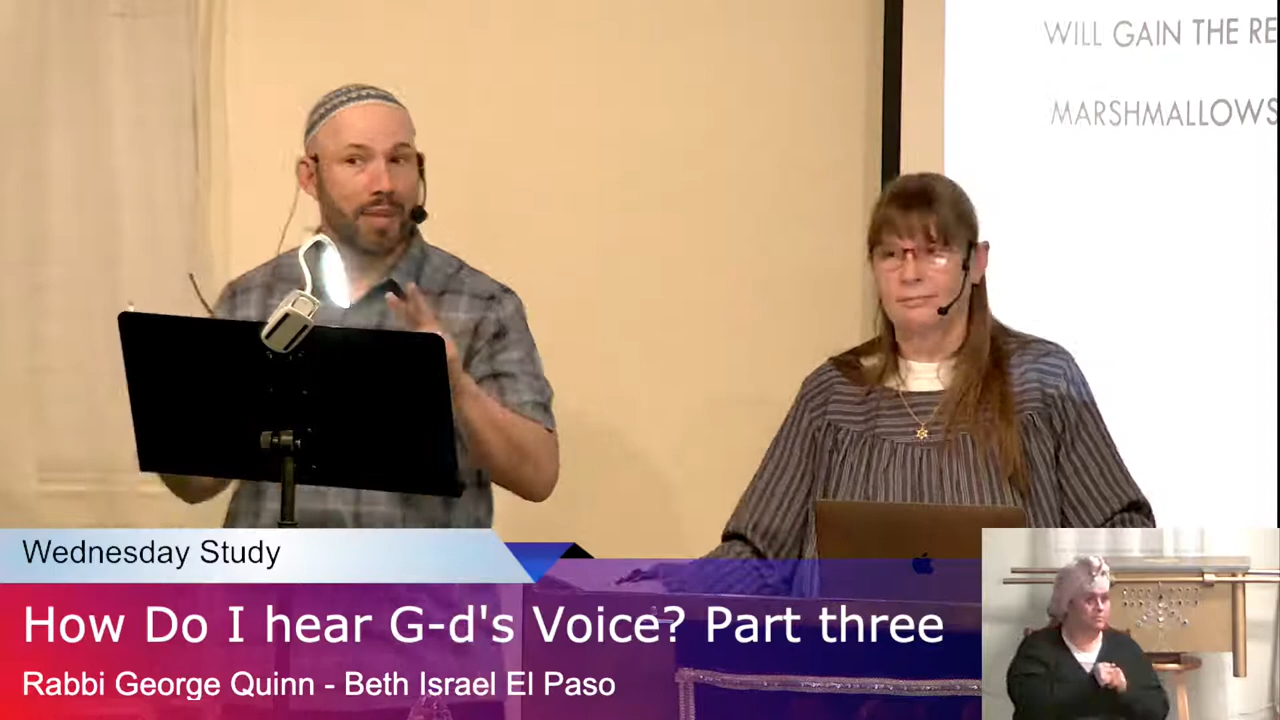 WILL GAIN THE RE
MARSHMALLOWS
Wednesday Study
How Do I hear G-d's Voice? Part three
Rabbi George Quinn - Beth Israel El Paso